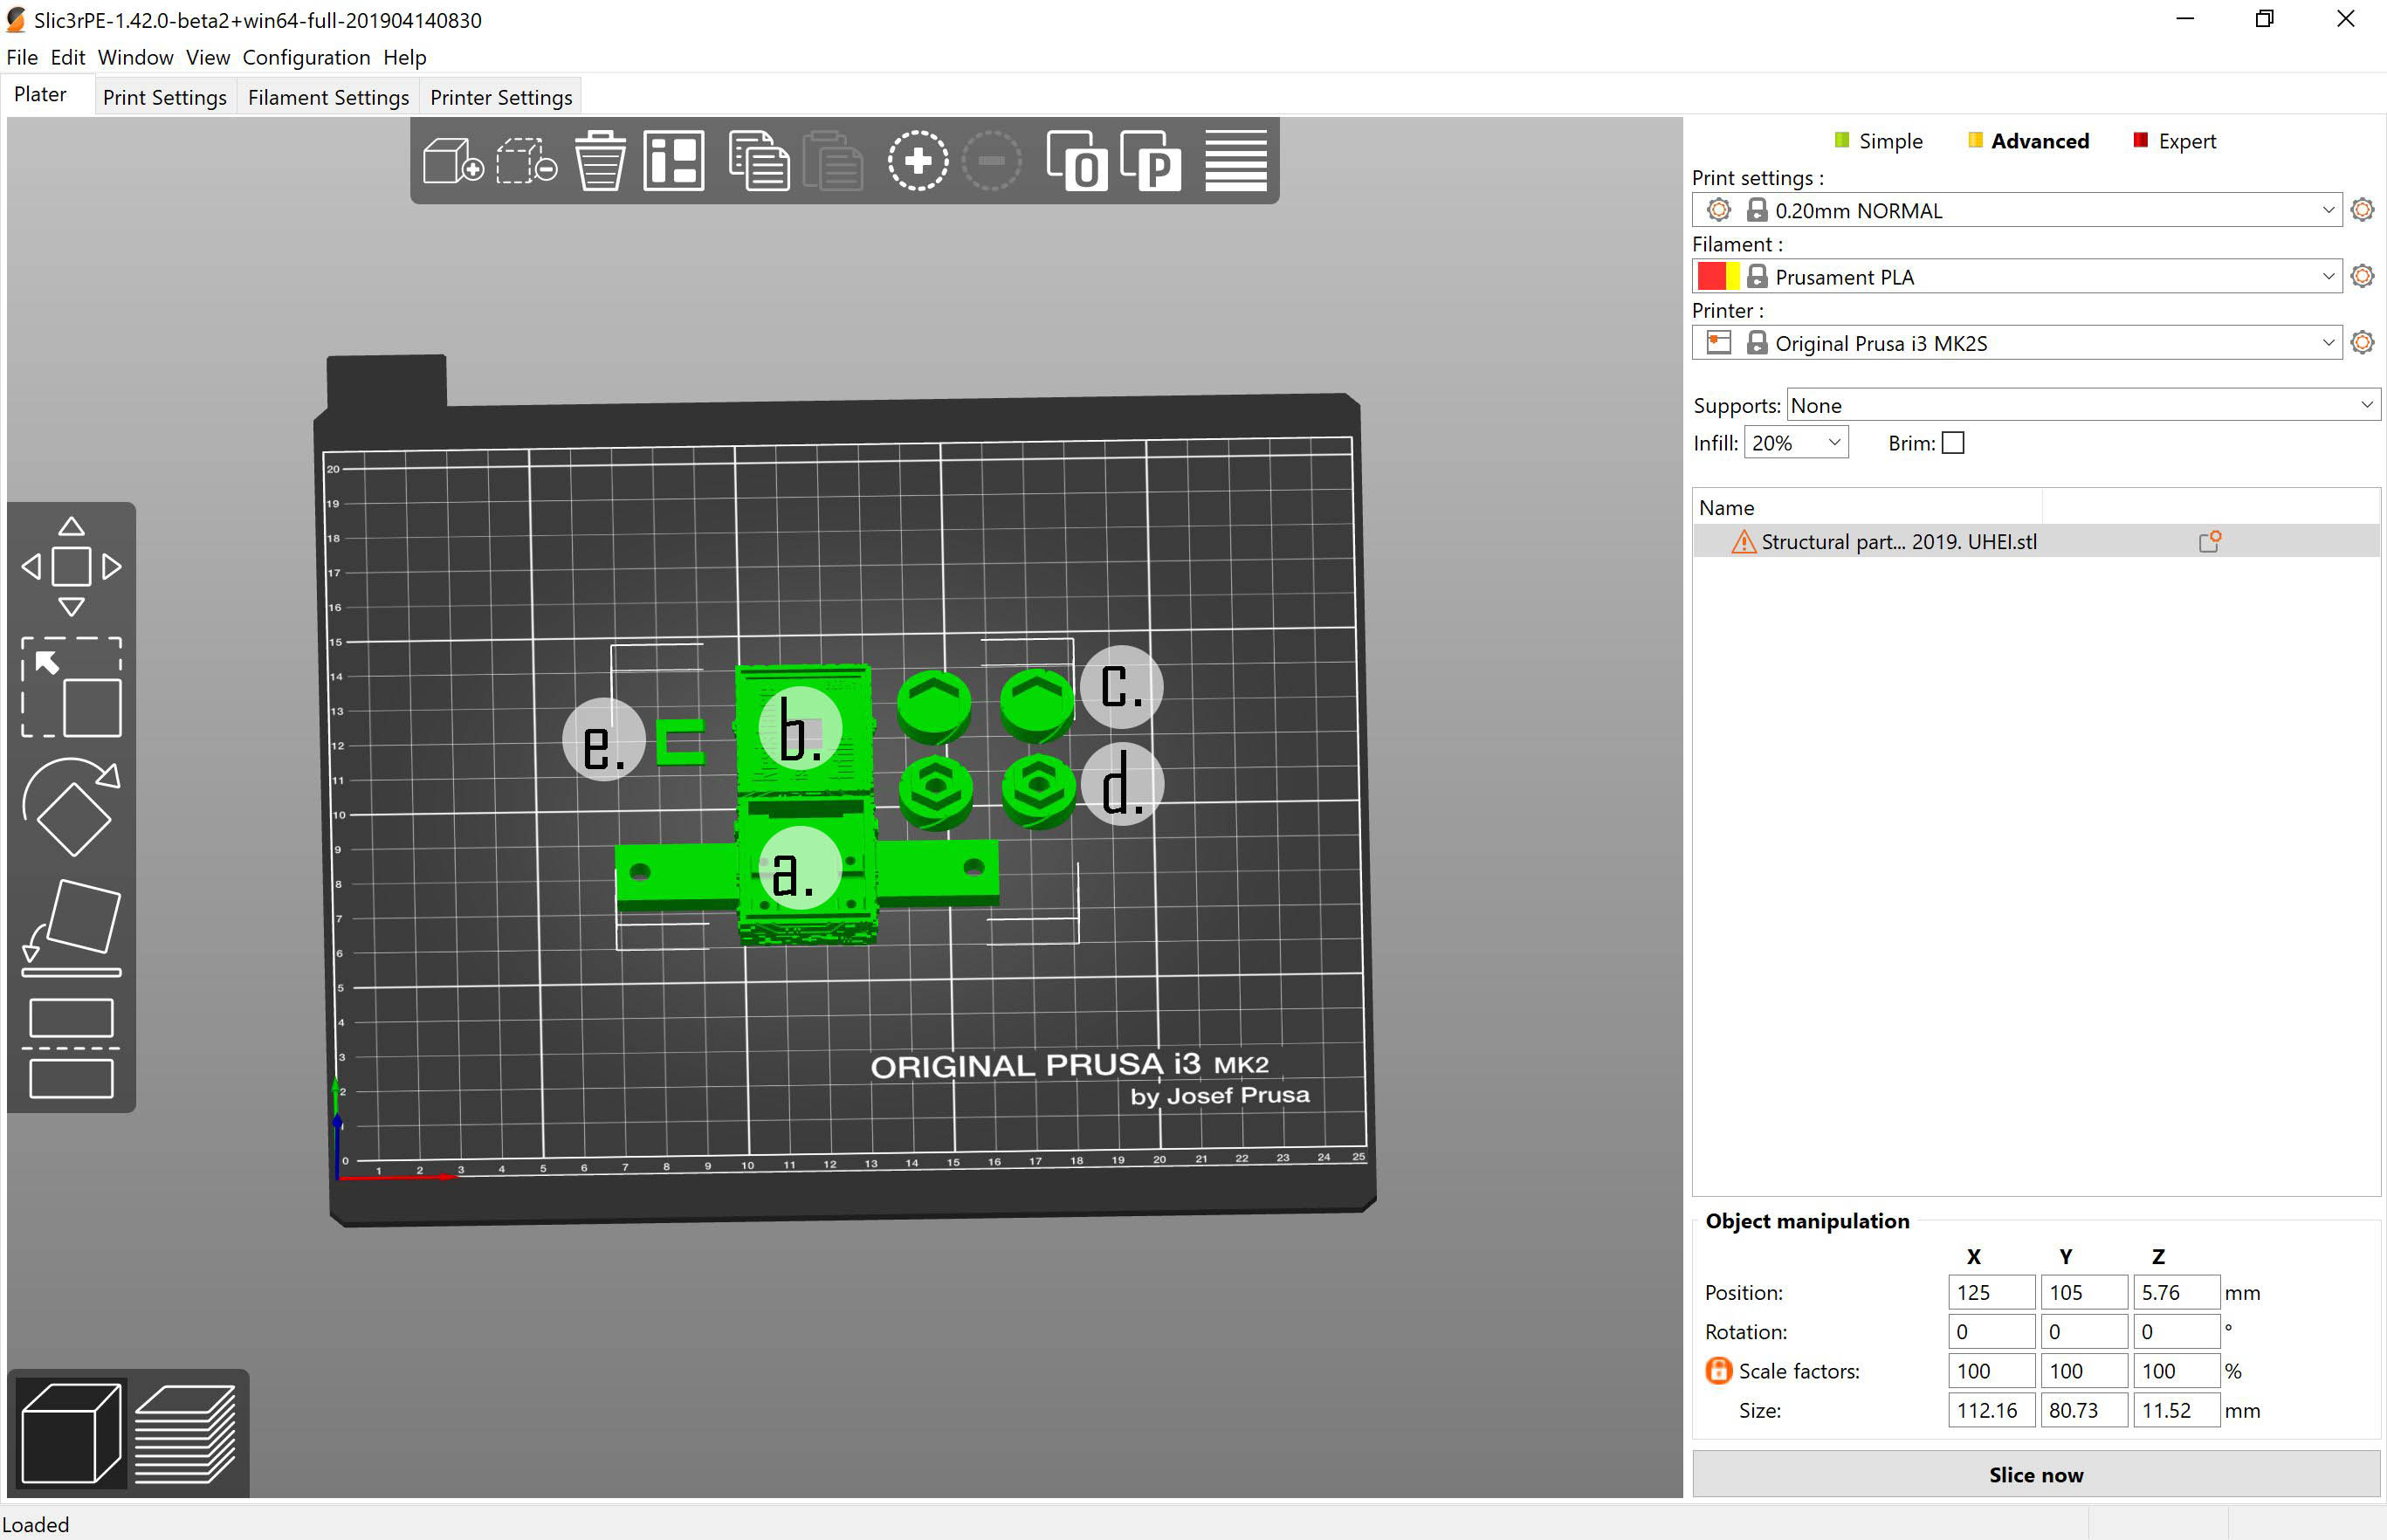 Slic3rPE-1.42.0-beta2+win64-full-201904140830
File Edit Window View Configuration Help
Plater Print Settings Filament Settings Printer Settings
O P
Simple Advanced Expert
Print settings :
0.20mm NORMAL
Filament :
Prusament PLA
Printer :
Original Prusa i3 MK2S
Supports: None
Infill: 20% Brim:
Name
Structural part... 2019. UHEI.stl
20
19
18
17
16
15
14
13
12
11
10
9
8
7
6
5
4
3
2
0
1 2 3 4 5 6 7 8 9 10 11 12 13 14 15 16 17 18 19 20 21 22 23 24 25
c.
b.
e.
d.
a.
ORIGINAL PRUSA i3 MK2
by Josef Prusa
Object manipulation
X Y Z
Position: 125 105 5.76 mm
Rotation: 0 0 0 °
Scale factors: 100 100 100 %
Size: 112.16 80.73 11.52 mm
Slice now
Loaded